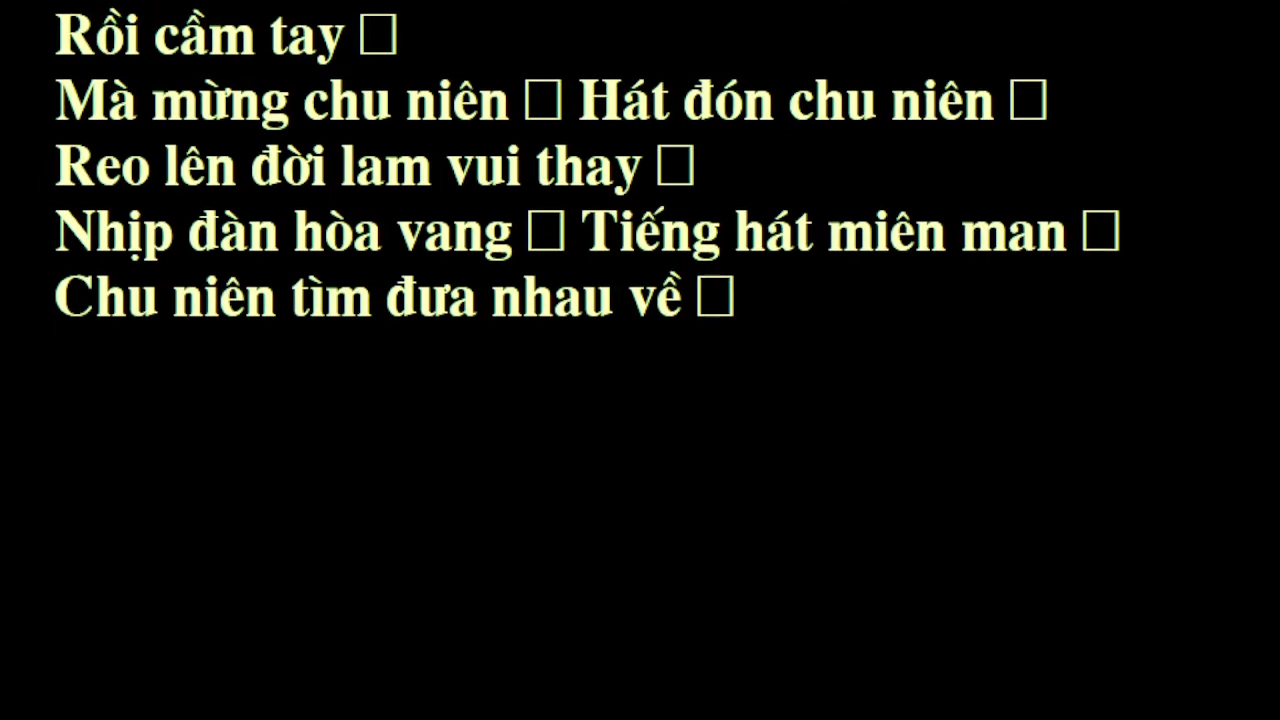 Rồi cầm tay □
Mà mừng chu niên □ Hát đón chu niên □
Reo lên đời lam vui thay □
Nhịp đàn hòa vang □ Tiếng hát miên man □
Chu niên tìm đưa nhau về □